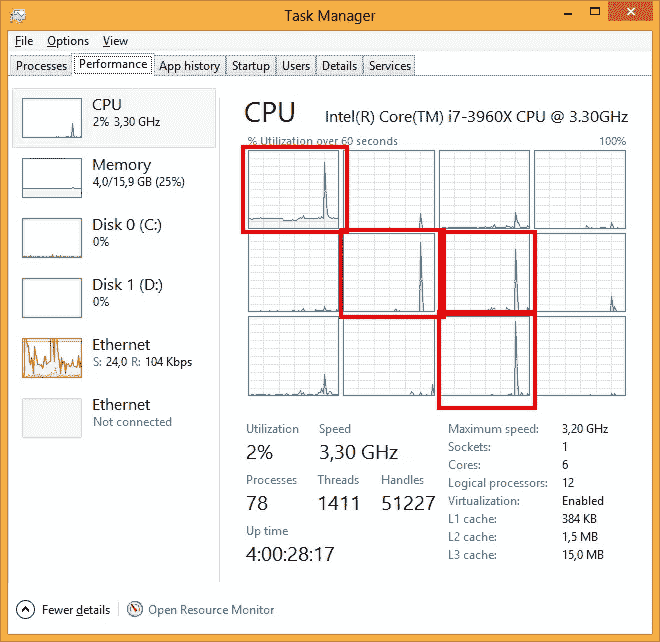 Task Manager
File Options View
Processes Performance App history Startup Users Details Services
CPU
2% 3,30 GHz
Memory
4,0/15,9 GB (25%)
Disk 0 (C:)
0%
Disk 1 (D:)
0%
Ethernet
S: 24,0 R: 104 Kbps
Ethernet
Not connected
CPU Intel(R) Core(TM) i7-3960X CPU @ 3.30GHz
% Utilization over 60 seconds 100%
Utilization Speed
2% 3,30 GHz
Processes Threads Handles
78 1411 51227
Up time
4:00:28:17
Maximum speed: 3,20 GHz
Sockets: 1
Cores: 6
Logical processors: 12
Virtualization: Enabled
L1 cache: 384 KB
L2 cache: 1,5 MB
L3 cache: 15,0 MB
Fewer details Open Resource Monitor